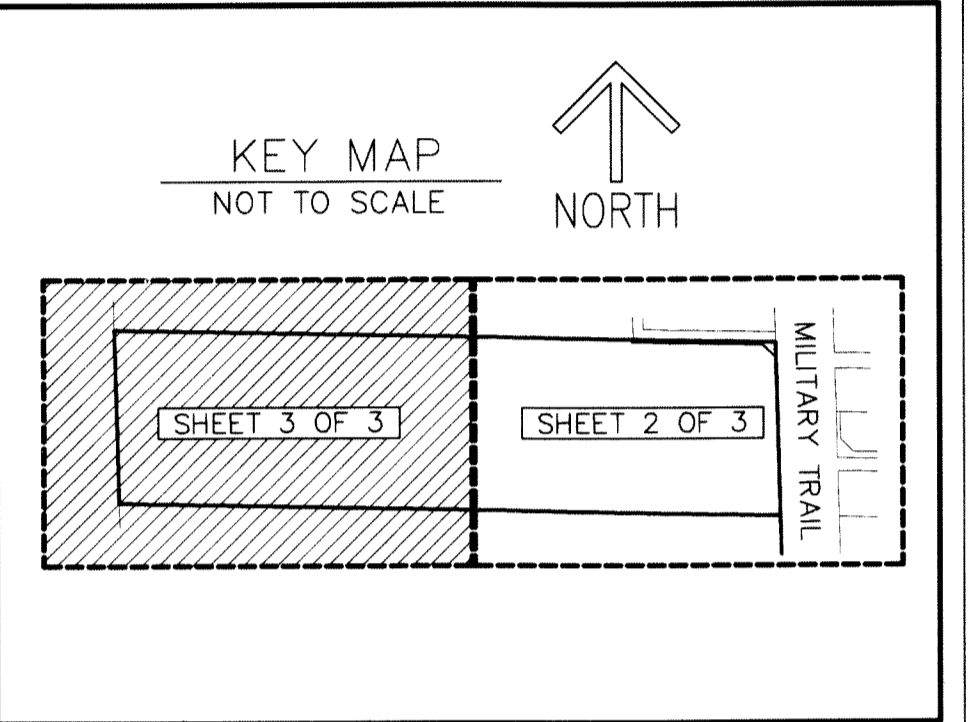 KEY MAP
NOT TO SCALE
NORTH
SHEET 3 OF 3
SHEET 2 OF 3
MILITARY TRAIL